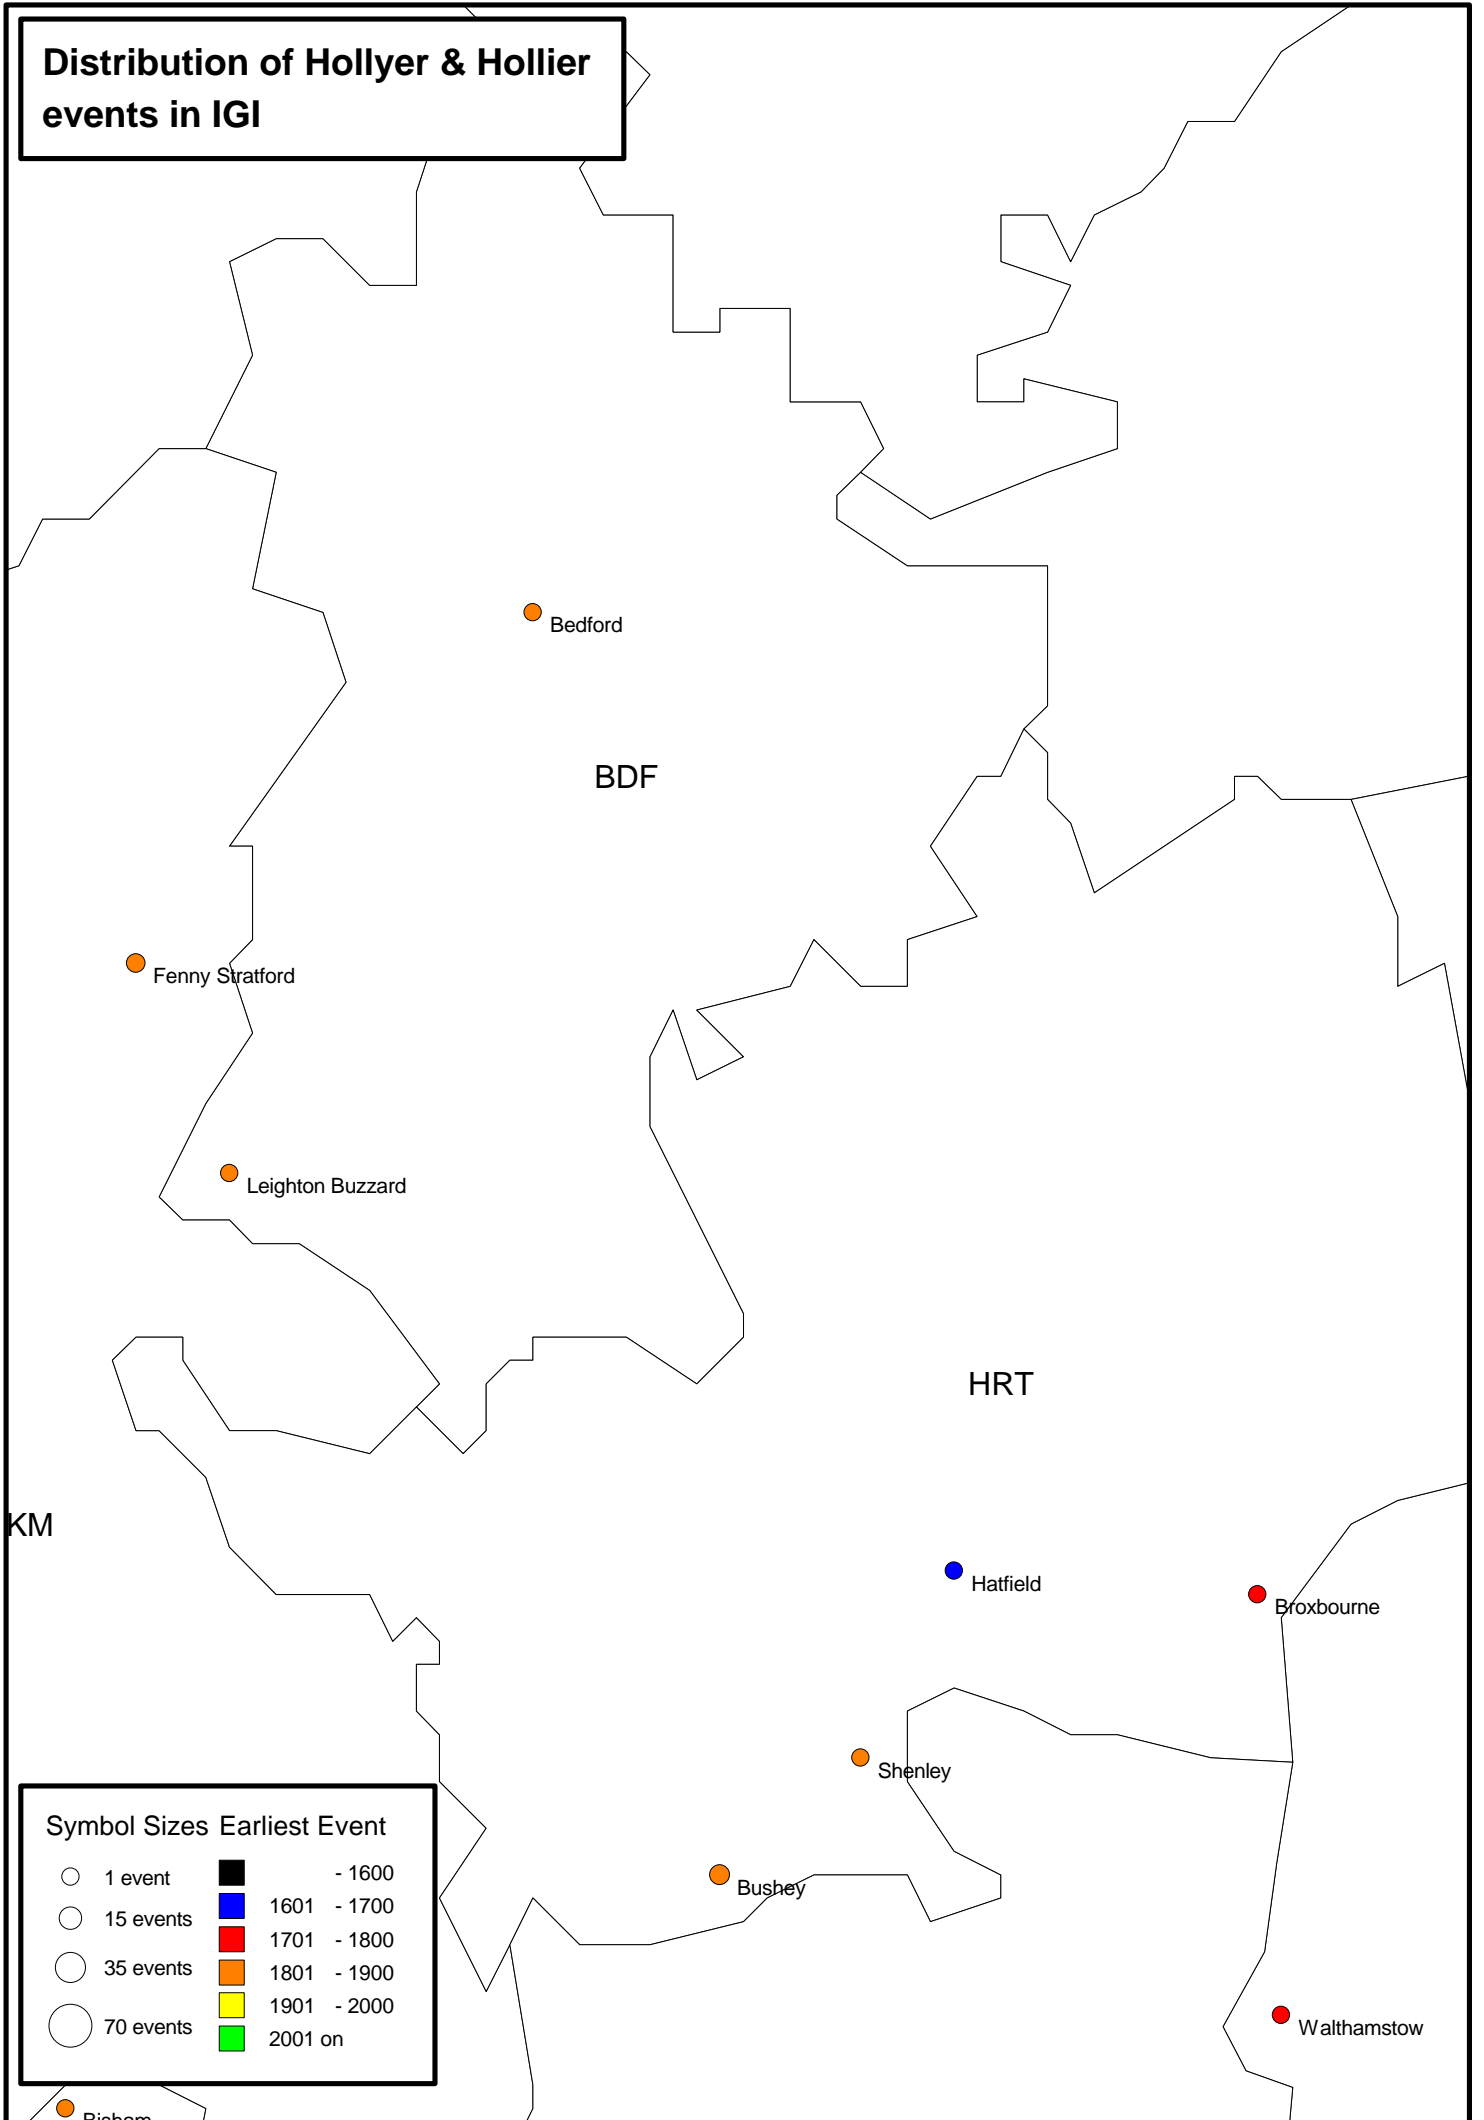 Distribution of Hollyer & Hollier
events in IGI
Bedford
BDF
Fenny Stratford
Leighton Buzzard
HRT
KM
Hatfield
Broxbourne
Shenley
Bushey
Walthamstow
Symbol Sizes Earliest Event
1 event - 1600
15 events 1601 - 1700
1701 - 1800
35 events 1801 - 1900
1901 - 2000
70 events 2001 on
Bisham